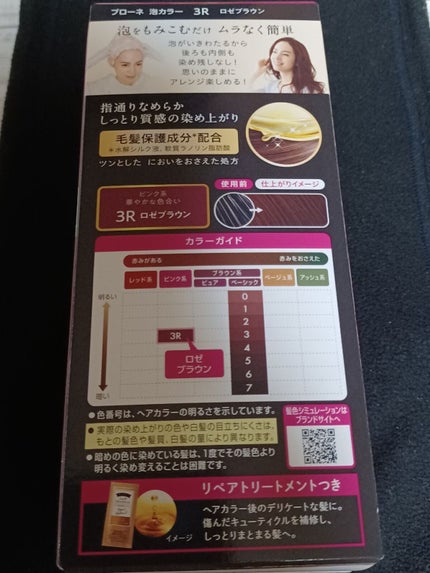 ブローネ 泡カラー 3R ロゼブラウン
泡をもみこむだけ ムラなく簡単
泡がいきわたるから
後ろも内側も
染め残しなし!
思いのままに
アレンジ楽しめる!
指通りなめらか
しっとり質感の染め上がり
毛髪保護成分*配合
*水解シルク液、軟質ラノリン脂肪酸
ツンとした においをおさえた処方
ピンク系
華やかな色合い
3R ロゼブラウン
使用前 仕上がりイメージ
カラーガイド
赤みがある 赤みをおさえた
レッド系 ピンク系 ブラウン系 ベージュ系 アッシュ系
ピュア ベーシック
明るい
0
1
2
3R 3
ロゼ 4
ブラウン 5
6
暗い 7
●色番号は、ヘアカラーの明るさを示しています。
●実際の染め上がりの色や白髪の目立ちにくさは、
もとの髪色や髪質、白髪の量により異なります。
●暗めの色に染めている髪は、1度でその髪色より
明るく染め変えることは困難です。
髪色シミュレーションは
ブランドサイトへ
リペアトリートメントつき
ヘアカラー後のデリケートな髪に。
傷んだキューティクルを補修し、
しっとりまとまる髪へ。
イメージ